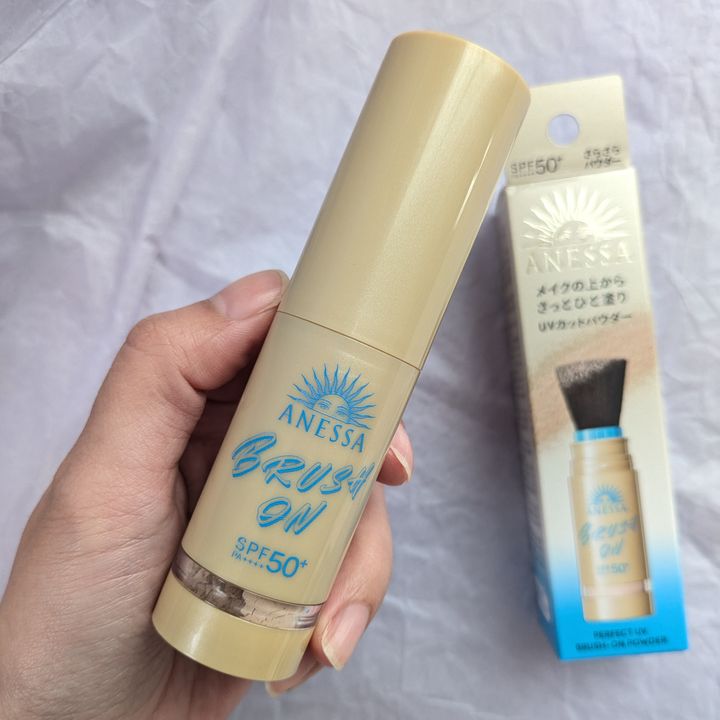 ANESSA
BRUSH
ON
SPF50+
PA++++
SPF50+
さらさら
パウダー
ANESSA
メイクの上から
さっとひと塗り
UVカットパウダー
ANESSA
BRUSH
ON
50+
PERFECT UV
BRUSH-ON POWDER